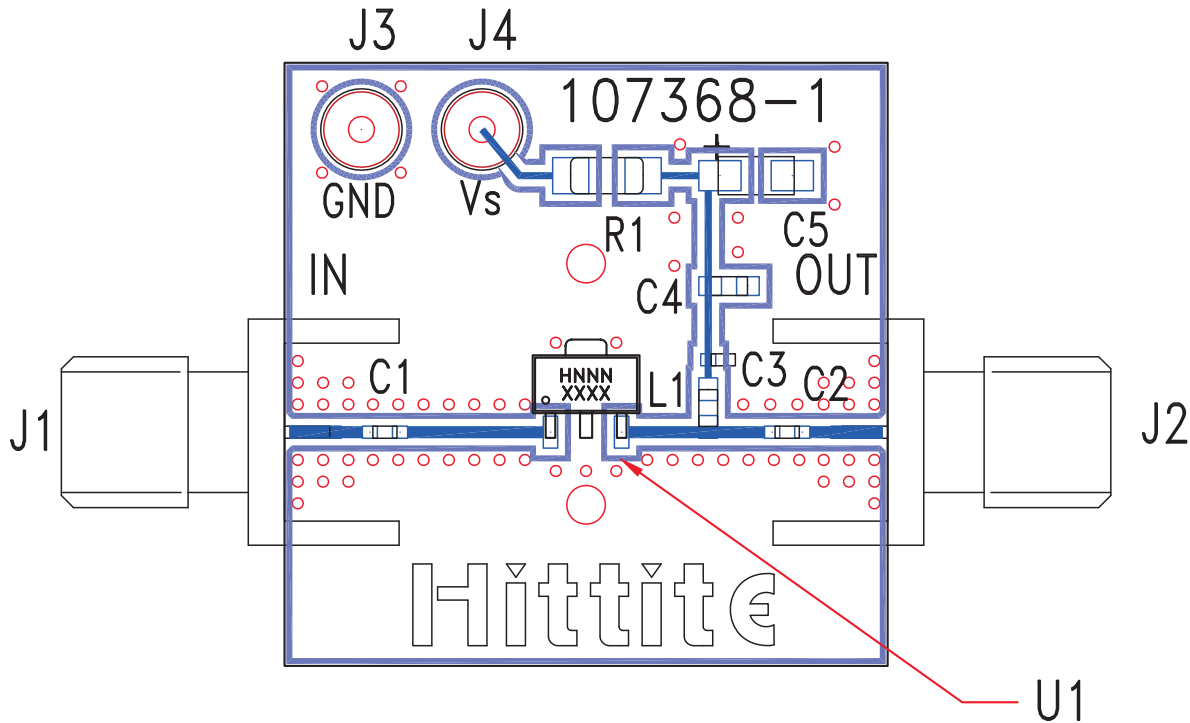 J3
J4
107368-1
GND
Vs
R1
C5
IN
OUT
C4
HNNN
XXXX
C1
L1
C3
C2
J1
J2
Hittite
U1